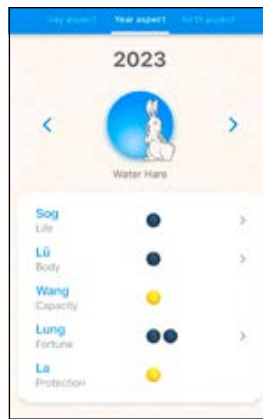 Day aspect Year aspect Birth aspect
2023
Water Hare
Sog
Life
Lü
Body
Wang
Capacity
Lung
Fortune
La
Protection